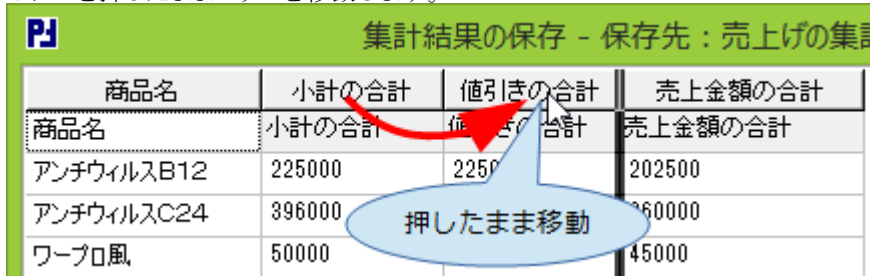 集計結果の保存 - 保存先：売上げの集
商品名 小計の合計 値引きの合計 売上金額の合計
商品名 小計の合計 売上金額の合計
アンチウィルスB12 225000 202500
アンチウィルスC24 396000
ワープロ風 50000 45000
押したまま移動